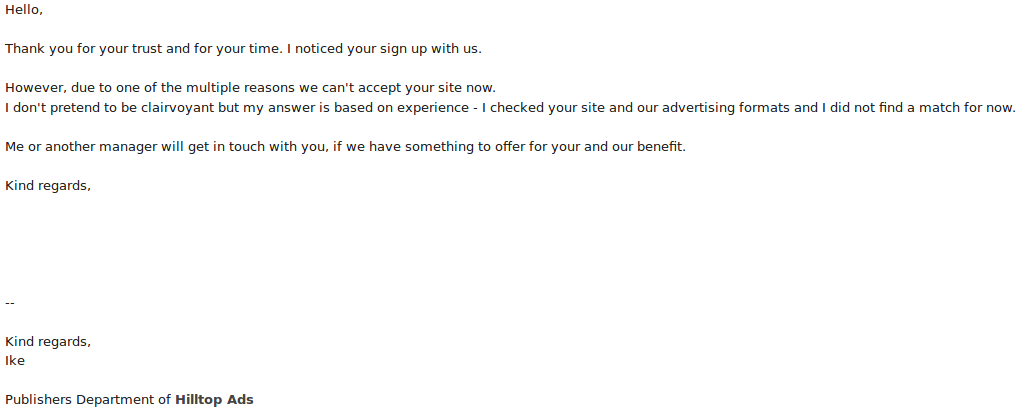 Hello,
Thank you for your trust and for your time. I noticed your sign up with us.
However, due to one of the multiple reasons we can't accept your site now.
I don't pretend to be clairvoyant but my answer is based on experience - I checked your site and our advertising formats and I did not find a match for now.
Me or another manager will get in touch with you, if we have something to offer for your and our benefit.
Kind regards,
--
Kind regards,
Ike
Publishers Department of Hilltop Ads